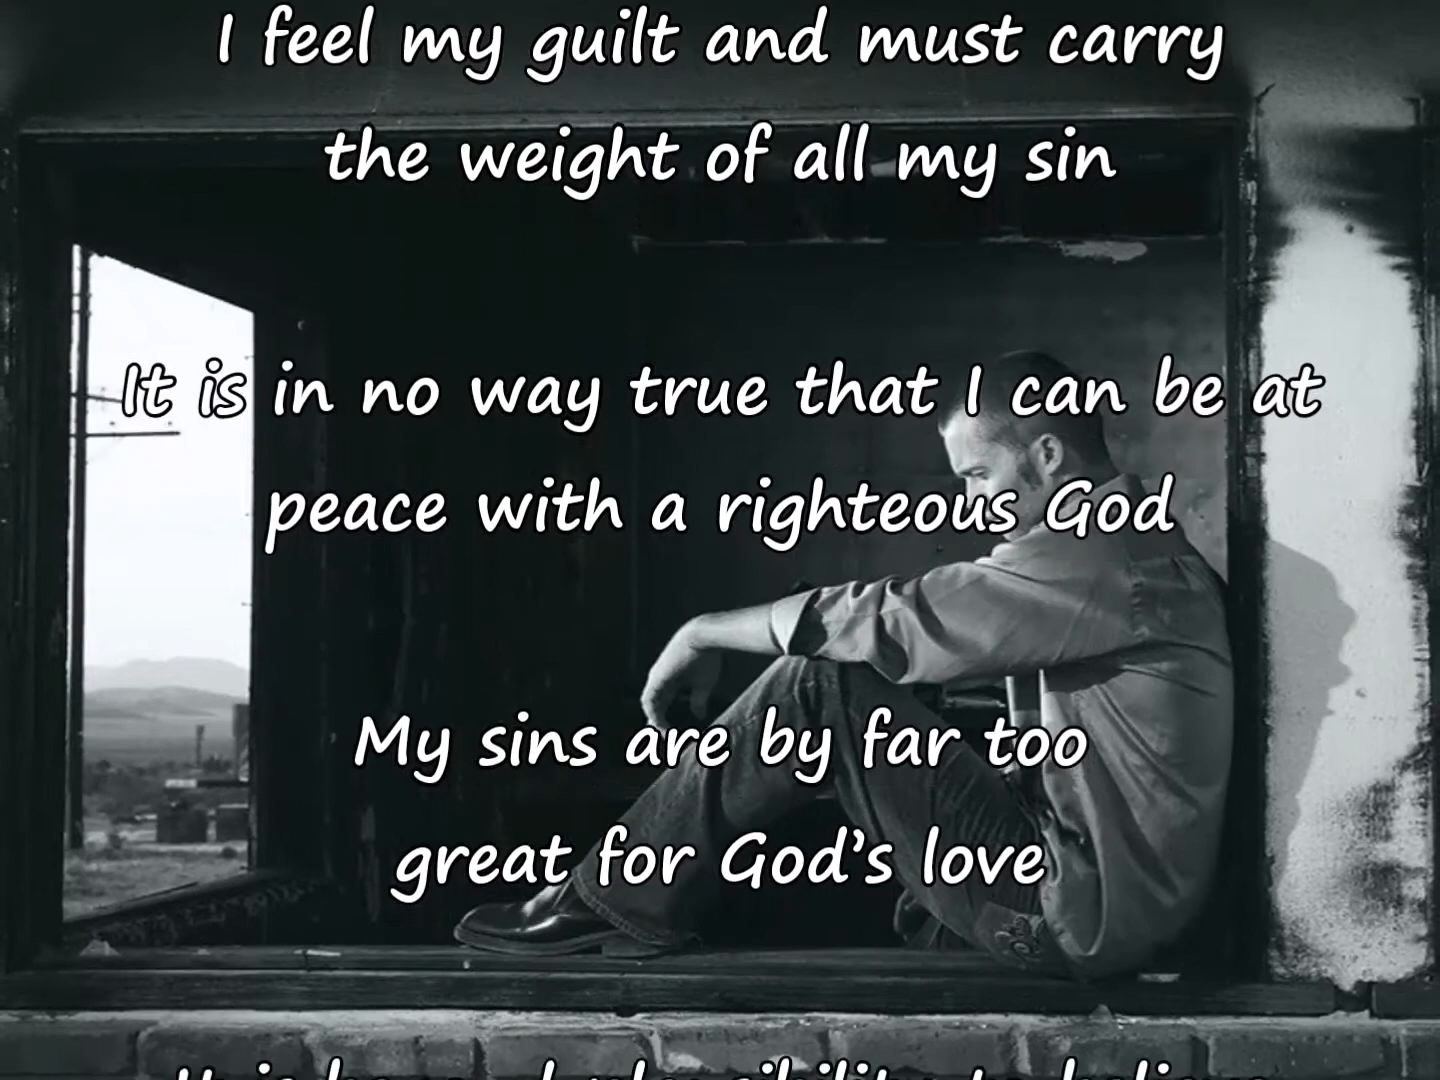 I feel my guilt and must carry
the weight of all my sin
It is in no way true that I can be at
peace with a righteous God
My sins are by far too
great for God's love